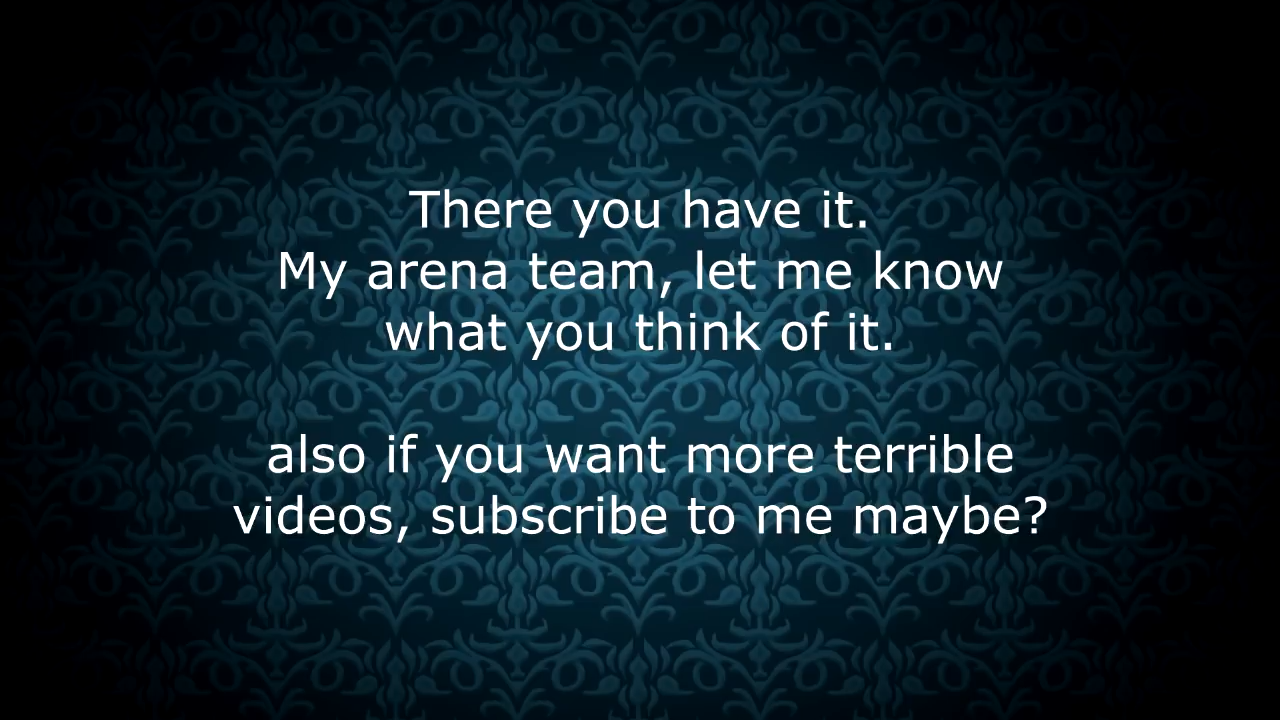 There you have it.
My arena team, let me know
what you think of it.
also if you want more terrible
videos, subscribe to me maybe?